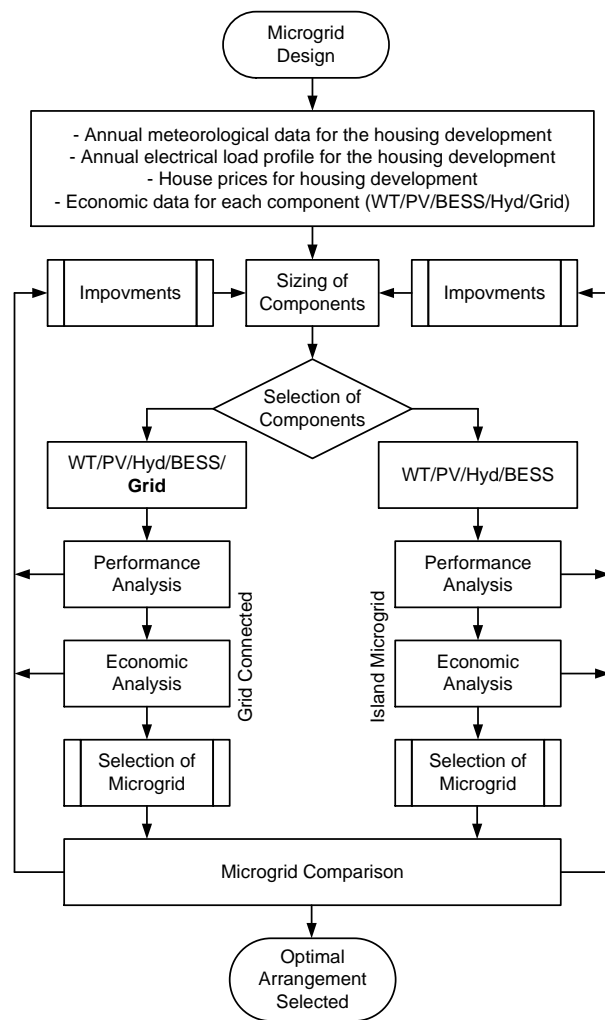 Microgrid
Design
- Annual meteorological data for the housing development
- Annual electrical load profile for the housing development
- House prices for housing development
- Economic data for each component (WT/PV/BESS/Hyd/Grid)
Impovments
Sizing of
Components
Impovments
Selection of
Components
WT/PV/Hyd/BESS/
Grid
WT/PV/Hyd/BESS
Performance
Analysis
Performance
Analysis
Grid Connected
Island Microgrid
Economic
Analysis
Economic
Analysis
Selection of
Microgrid
Selection of
Microgrid
Microgrid Comparison
Optimal
Arrangement
Selected